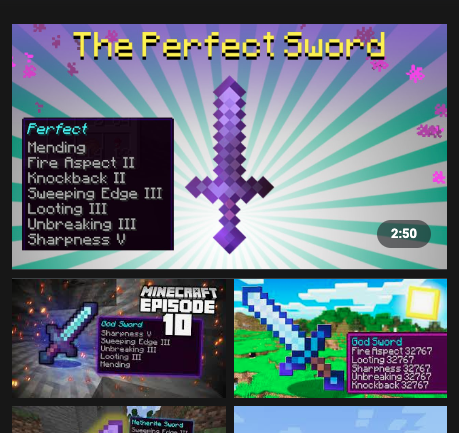 The Perfect Sword
Perfect
Mending
Fire Aspect II
Knockback II
Sweeping Edge III
Looting III
Unbreaking III
Sharpness V
2:50
MINECRAFT
EPISODE
10
God Sword
Sharpness V
Sweeping Edge III
Unbreaking III
Looting III
Mending
God Sword
Fire Aspect 32767
Looting 32767
Sharpness 32767
Unbreaking 32767
Knockback 32767
Netherite Sword
Sweeping Edge III